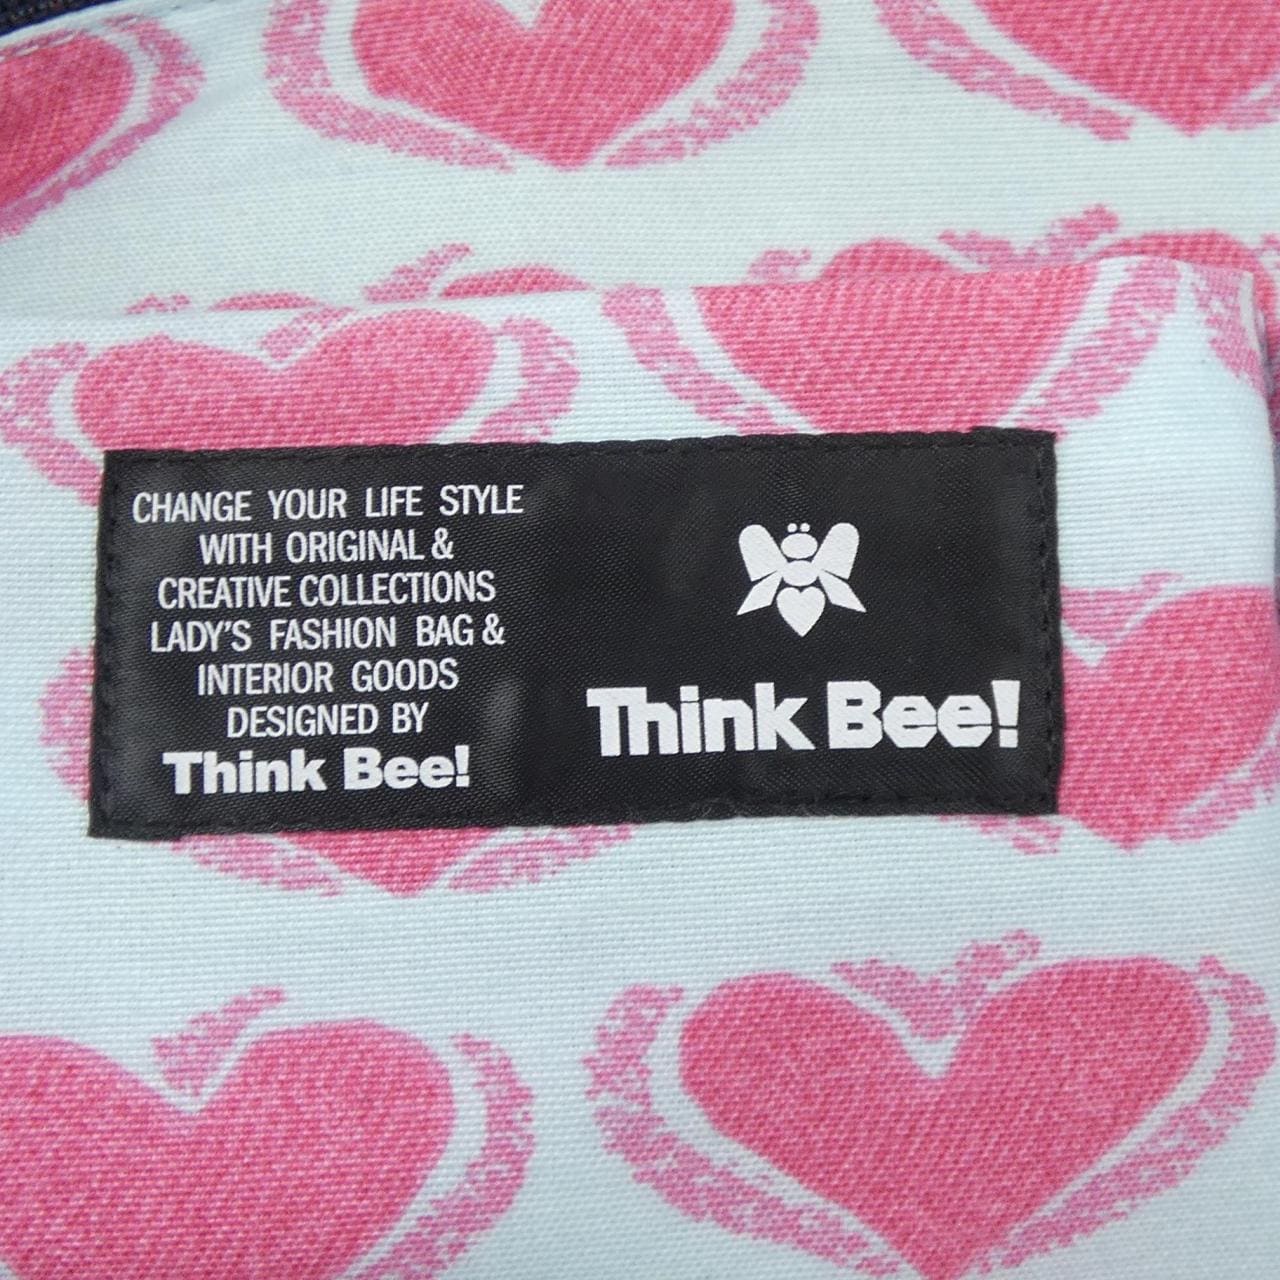 CHANGE YOUR LIFE STYLE
WITH ORIGINAL &
CREATIVE COLLECTIONS
LADY'S FASHION BAG &
INTERIOR GOODS
DESIGNED BY
Think Bee!
Think Bee!